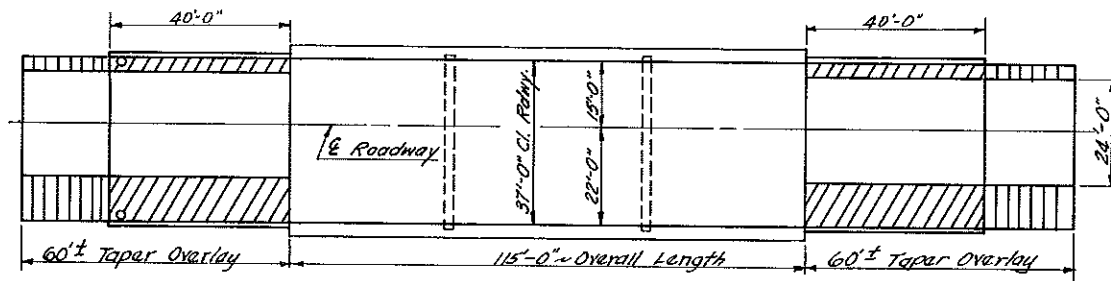 40'-0"
40'-0"
37'-0" Cl. Rdwy.
15'-0"
22'-0"
24'-0"
℄ Roadway
60'± Taper Overlay
115'-0" ~ Overall Length
60'± Taper Overlay